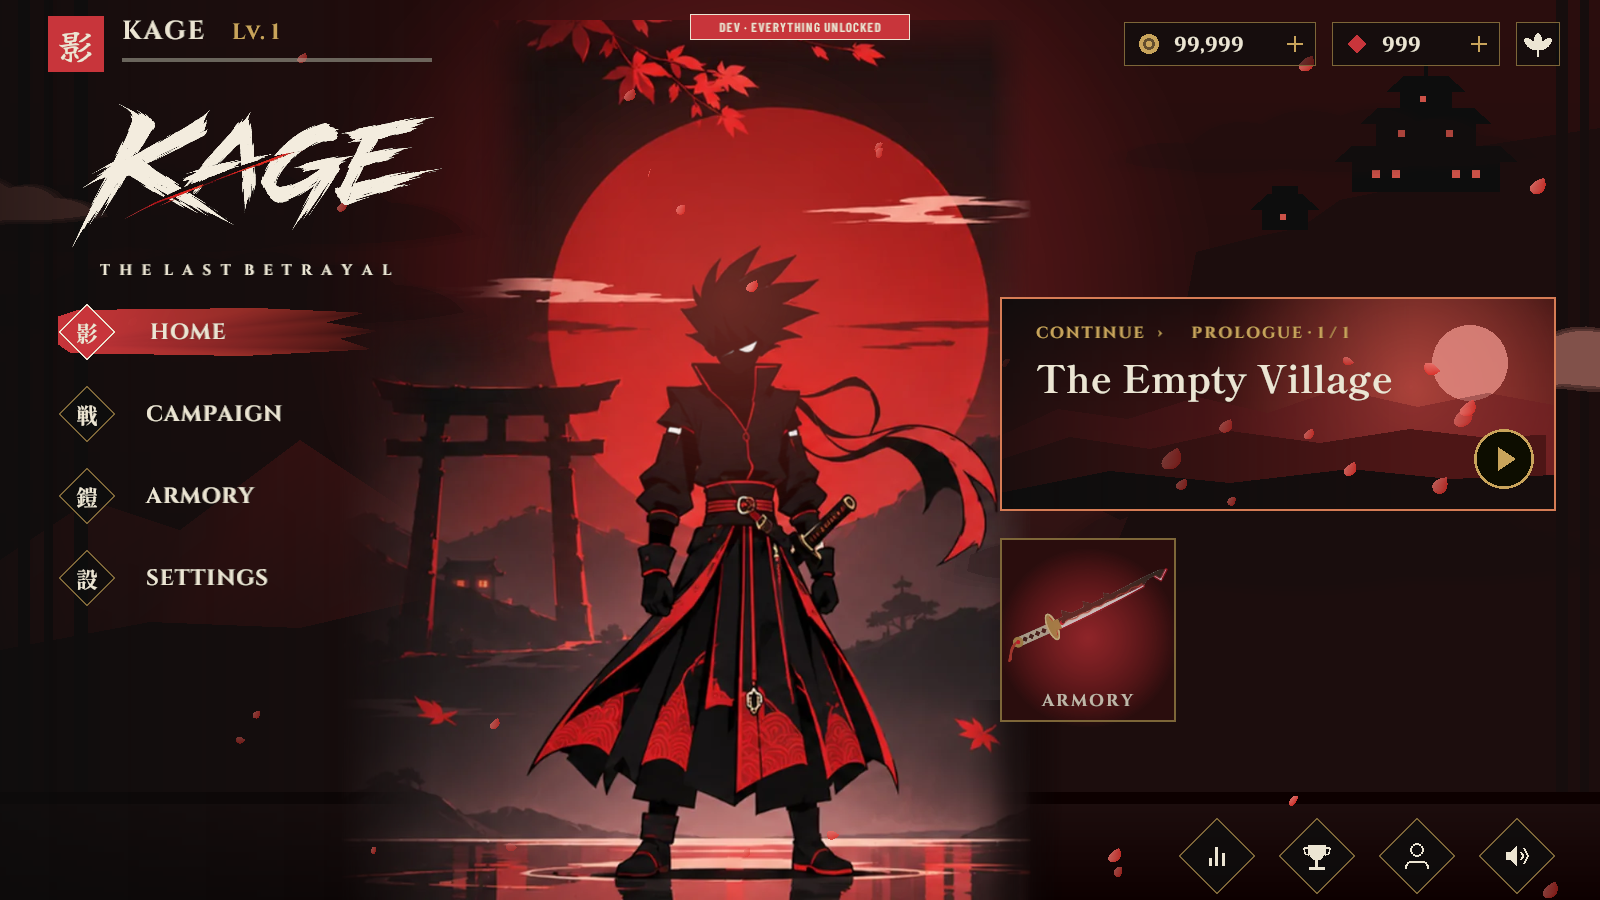 影
KAGE Lv. 1
DEV · EVERYTHING UNLOCKED
99,999 +
999 +
KAGE
THE LAST BETRAYAL
影 HOME
戦 CAMPAIGN
鎧 ARMORY
設 SETTINGS
CONTINUE › PROLOGUE · 1 / 1
The Empty Village
ARMORY